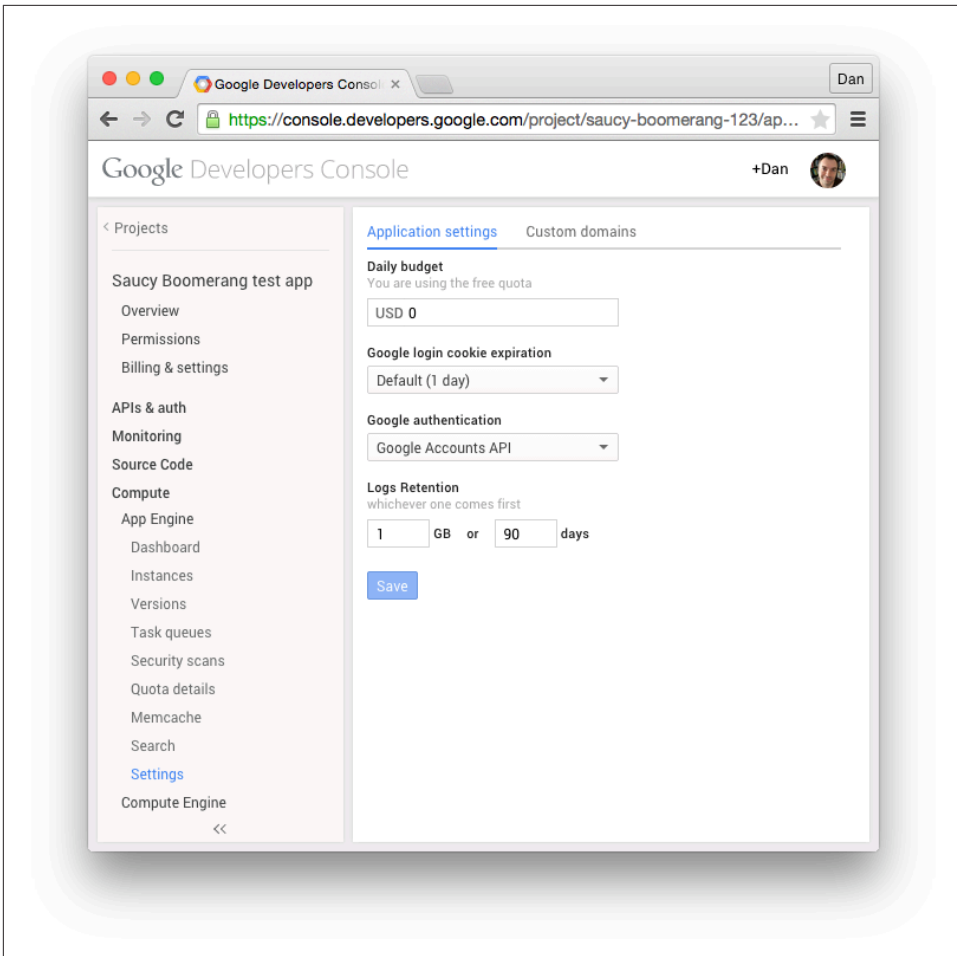 Google Developers Consol
Dan
https://console.developers.google.com/project/saucy-boomerang-123/ap...
Google Developers Console
+Dan
< Projects
Saucy Boomerang test app
Overview
Permissions
Billing & settings
APIs & auth
Monitoring
Source Code
Compute
App Engine
Dashboard
Instances
Versions
Task queues
Security scans
Quota details
Memcache
Search
Settings
Compute Engine
<<
Application settings Custom domains
Daily budget
You are using the free quota
USD 0
Google login cookie expiration
Default (1 day)
Google authentication
Google Accounts API
Logs Retention
whichever one comes first
1 GB or 90 days
Save